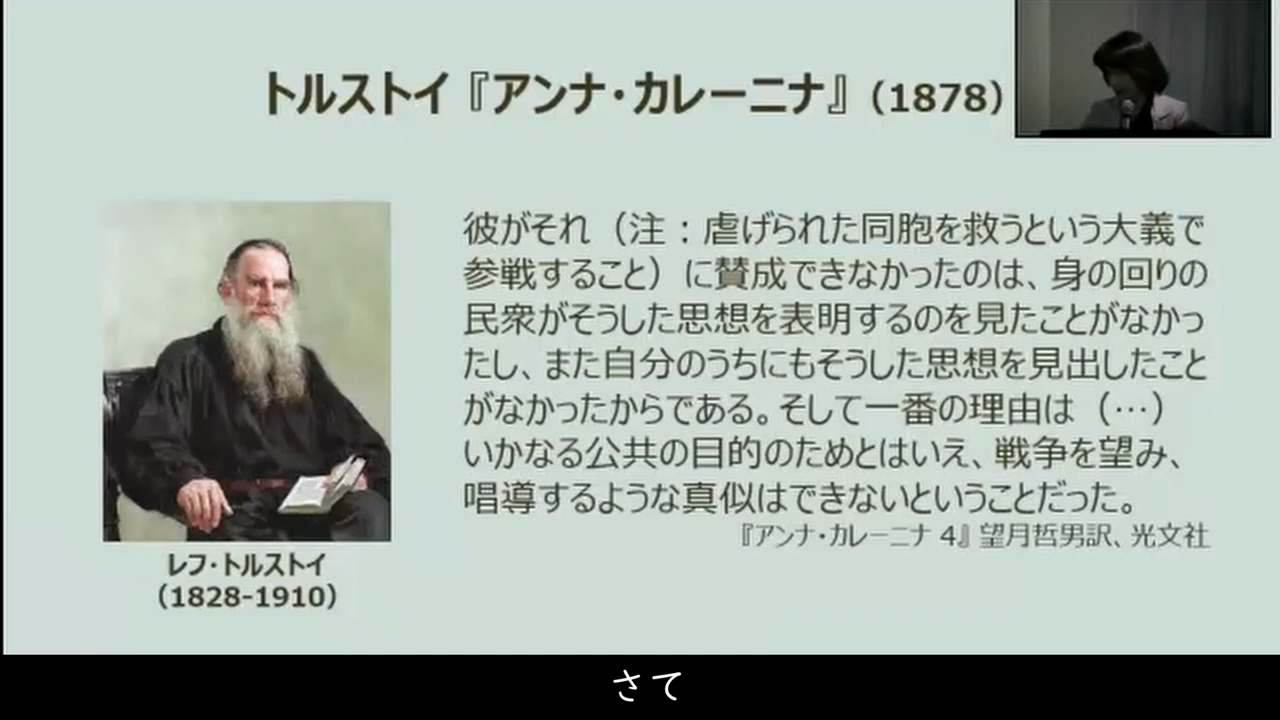 トルストイ『アンナ・カレーニナ』（1878）
彼がそれ（注：虐げられた同胞を救うという大義で
参戦すること）に賛成できなかったのは、身の回りの
民衆がそうした思想を表明するのを見たことがなかっ
たし、また自分のうちにもそうした思想を見出したこと
がなかったからである。そして一番の理由は（…）
いかなる公共の目的のためとはいえ、戦争を望み、
唱導するような真似はできないということだった。
『アンナ・カレーニナ 4』望月哲男訳、光文社
レフ・トルストイ
（1828-1910）
さて